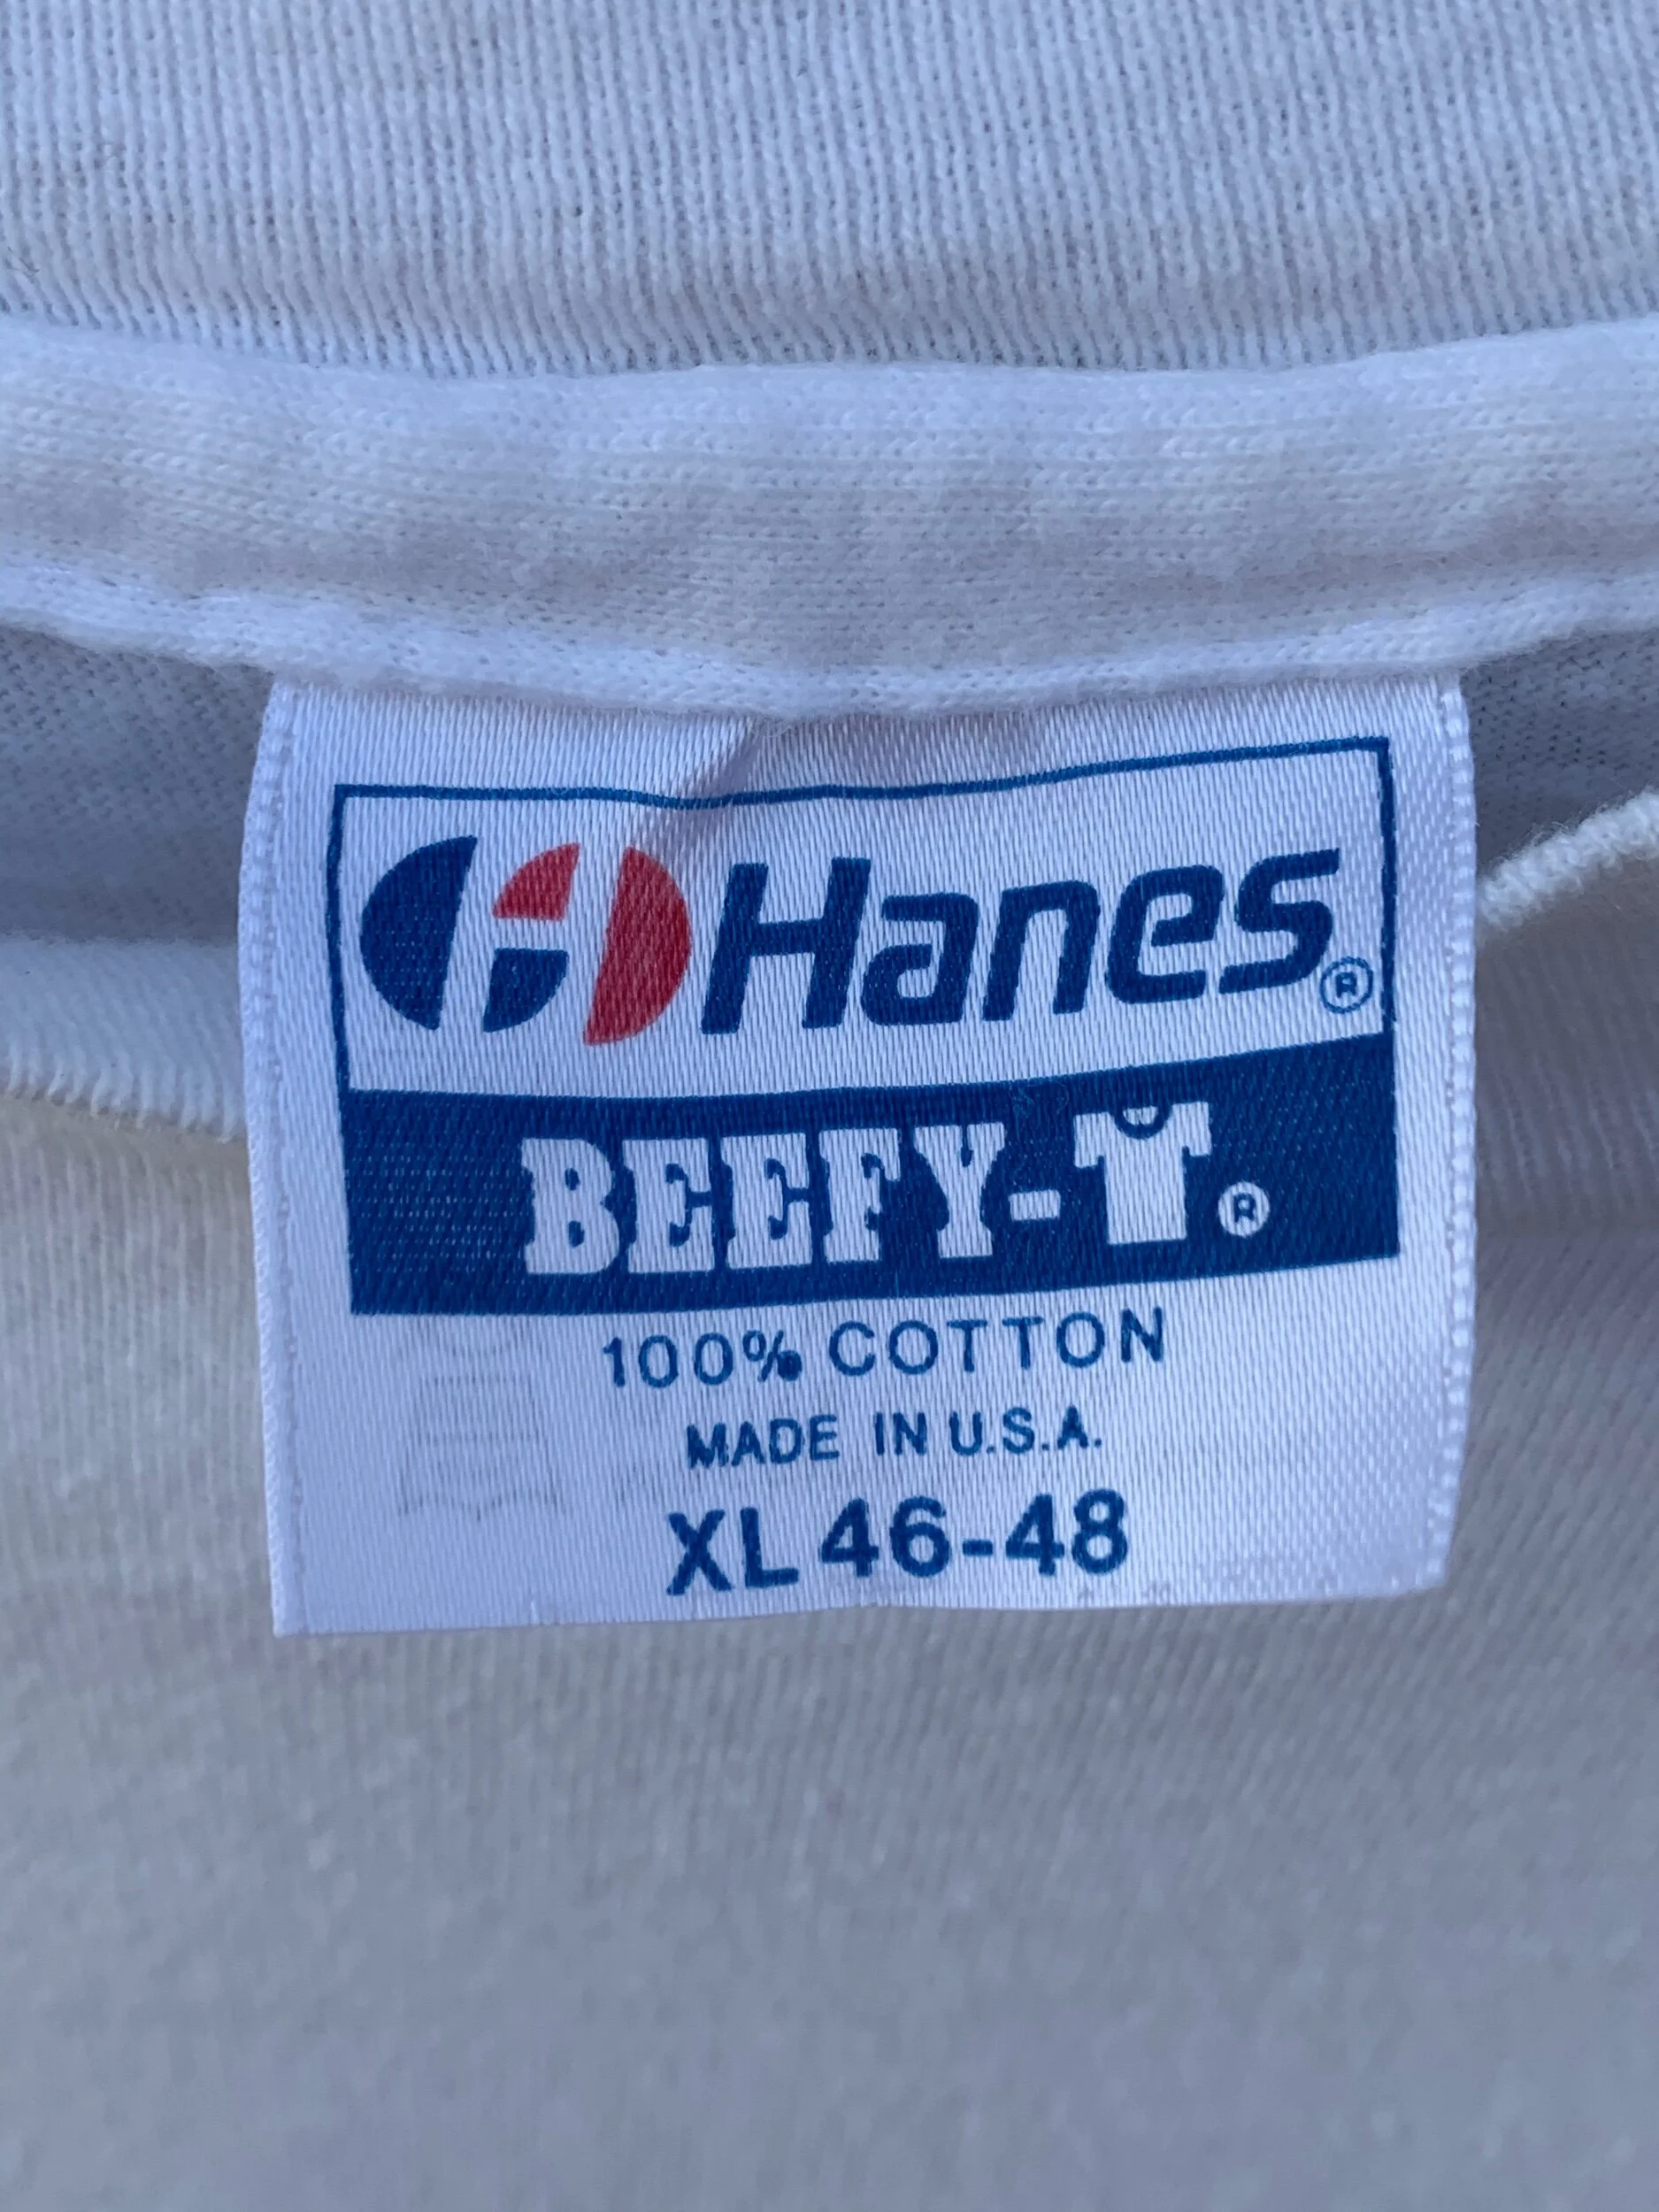 Hanes®
BEEFY-T®
100% COTTON
MADE IN U.S.A.
XL 46-48